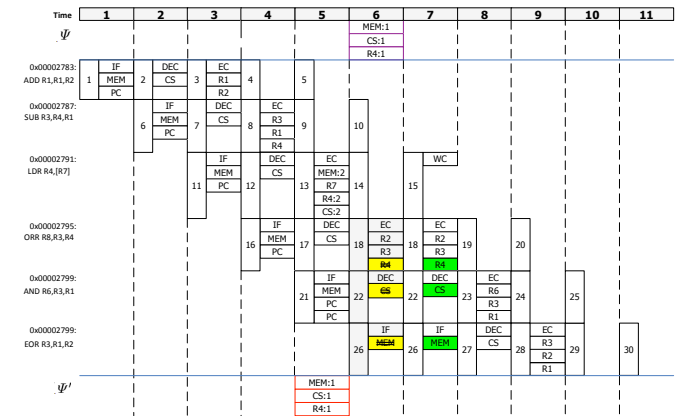 Time 1 2 3 4 5 6 7 8 9 10 11
Ψ
MEM:1
CS:1
R4:1
0x00002783:
ADD R1,R1,R2
1 IF 2 DEC 3 EC 4 5
MEM CS R1
PC R2
0x00002787:
SUB R3,R4,R1
6 IF 7 DEC 8 EC 9 10
MEM CS R3
PC R1
R4
0x00002791:
LDR R4,[R7]
11 IF 12 DEC 13 EC 14 15 WC
MEM CS MEM:2
PC R7
R4:2
CS:2
0x00002795:
ORR R8,R3,R4
16 IF 17 DEC 18 EC 18 EC 19 20
MEM CS R2 R2
PC R3 R3
R4 R4
0x00002799:
AND R6,R3,R1
21 IF 22 DEC 22 DEC 23 EC 24 25
MEM CS CS R6
PC R3
PC R1
0x00002799:
EOR R3,R1,R2
26 IF 26 IF 27 DEC 28 EC 29 30
MEM MEM CS R3
R2
R1
Ψ'
MEM:1
CS:1
R4:1